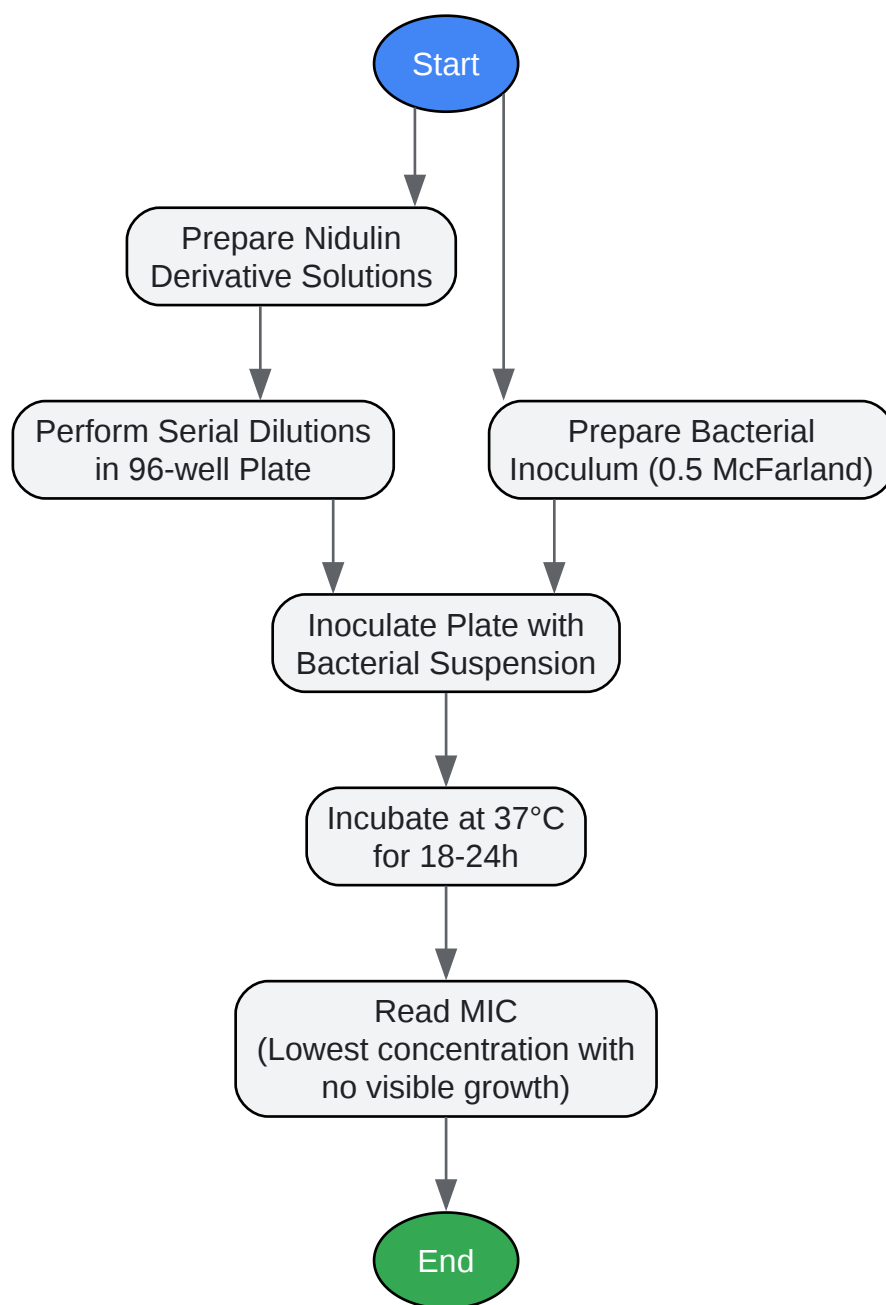 Start
Prepare Nidulin
Derivative Solutions
Perform Serial Dilutions
in 96-well Plate
Prepare Bacterial
Inoculum (0.5 McFarland)
Inoculate Plate with
Bacterial Suspension
Incubate at 37°C
for 18-24h
Read MIC
(Lowest concentration with
no visible growth)
End